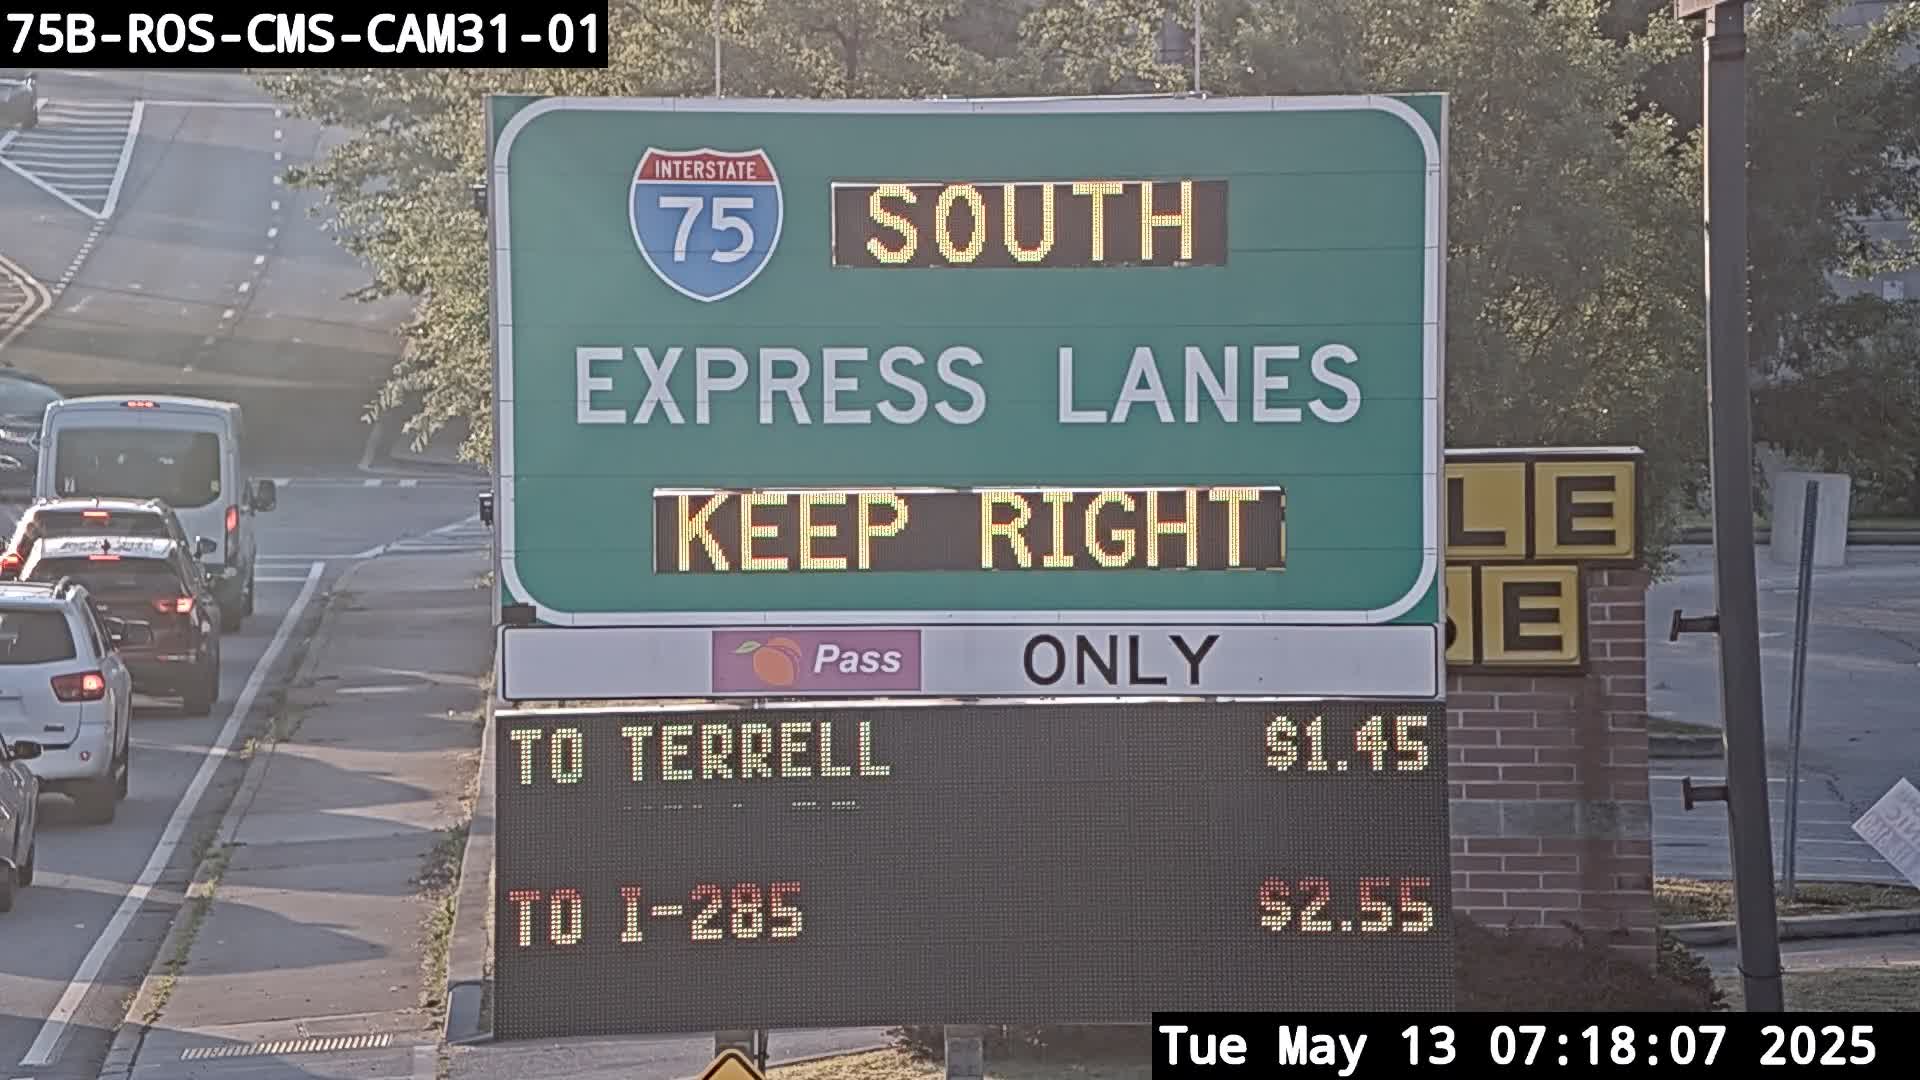 75B-ROS-CMS-CAM31-01
INTERSTATE
75
SOUTH
EXPRESS LANES
KEEP RIGHT
Pass ONLY
TO TERRELL $1.45
TO I-285 $2.55
LE
E
Tue May 13 07:18:07 2025